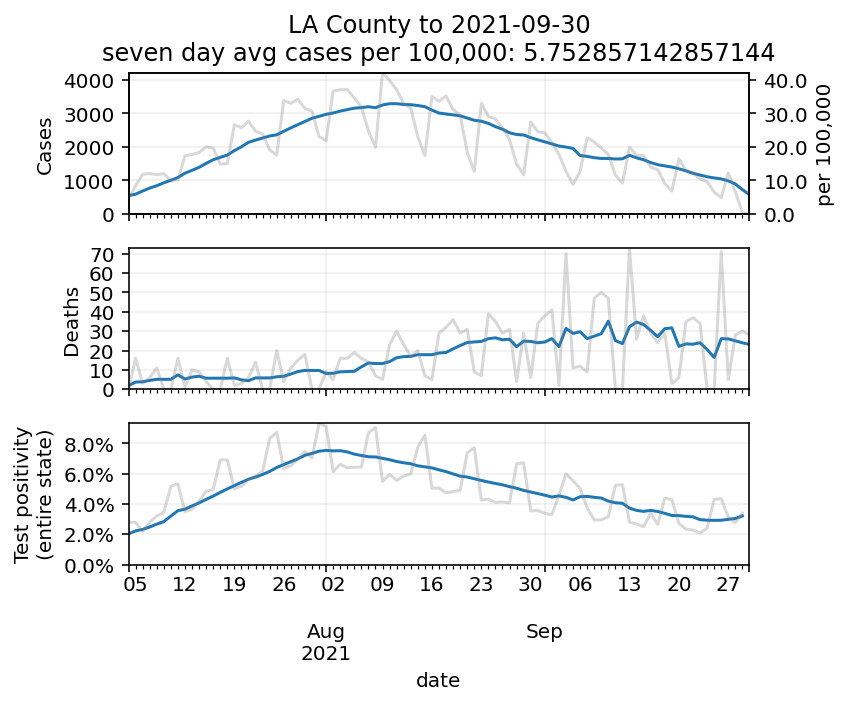 LA County to 2021-09-30
seven day avg cases per 100,000: 5.752857142857144
Cases
4000
3000
2000
1000
0
40.0
30.0
20.0
10.0
0.0
per 100,000
Deaths
70
60
50
40
30
20
10
0
Test positivity
(entire state)
8.0%
6.0%
4.0%
2.0%
0.0%
05 12 19 26 02 09 16 23 30 06 13 20 27
Aug Sep
2021
date